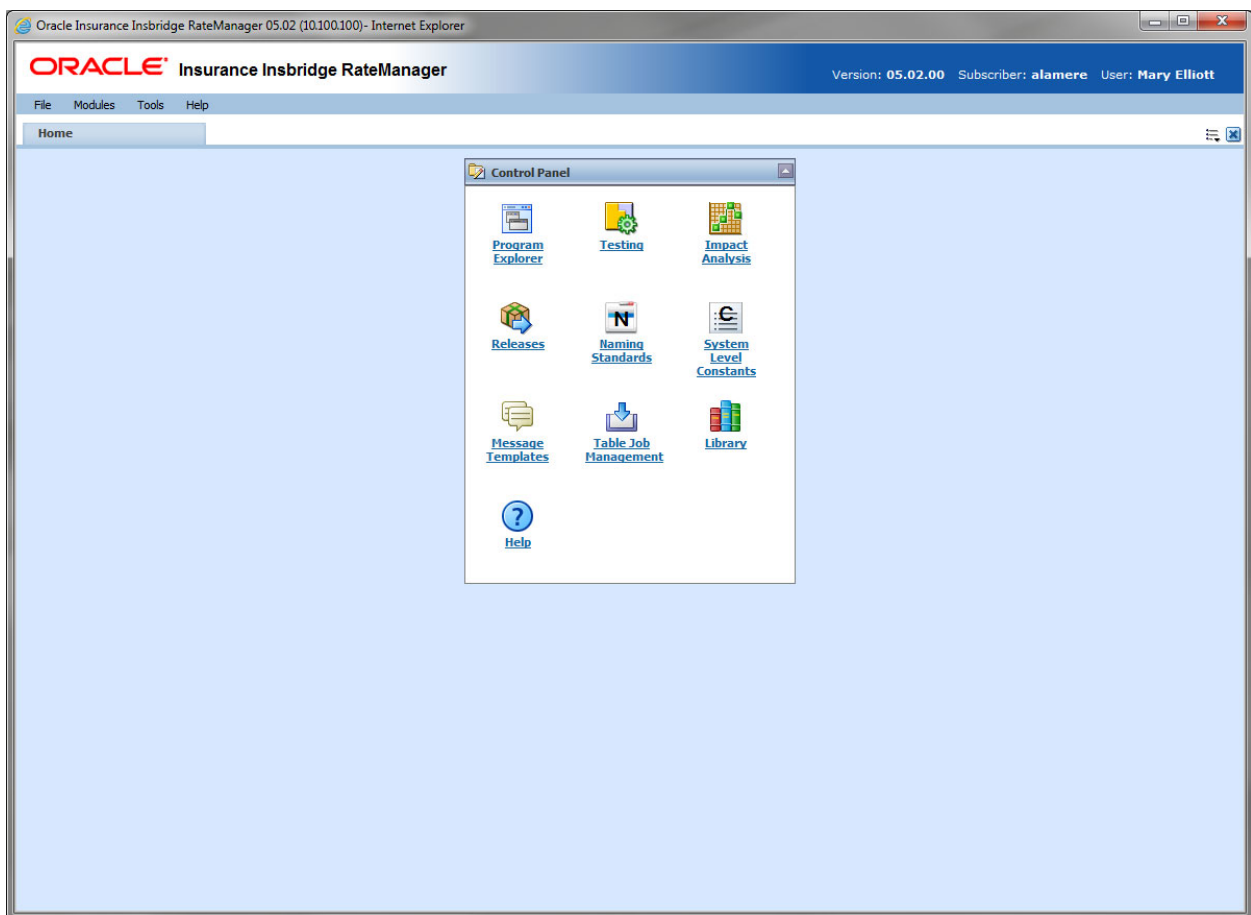 Oracle Insurance Insbridge RateManager 05.02 (10.100.100)- Internet Explorer
ORACLE Insurance Insbridge RateManager
Version: 05.02.00 Subscriber: alamere User: Mary Elliott
File Modules Tools Help
Home
Control Panel
Program
Explorer
Testing
Impact
Analysis
Releases
N
Naming
Standards
C
System
Level
Constants
Message
Templates
Table Job
Management
Library
?
Help